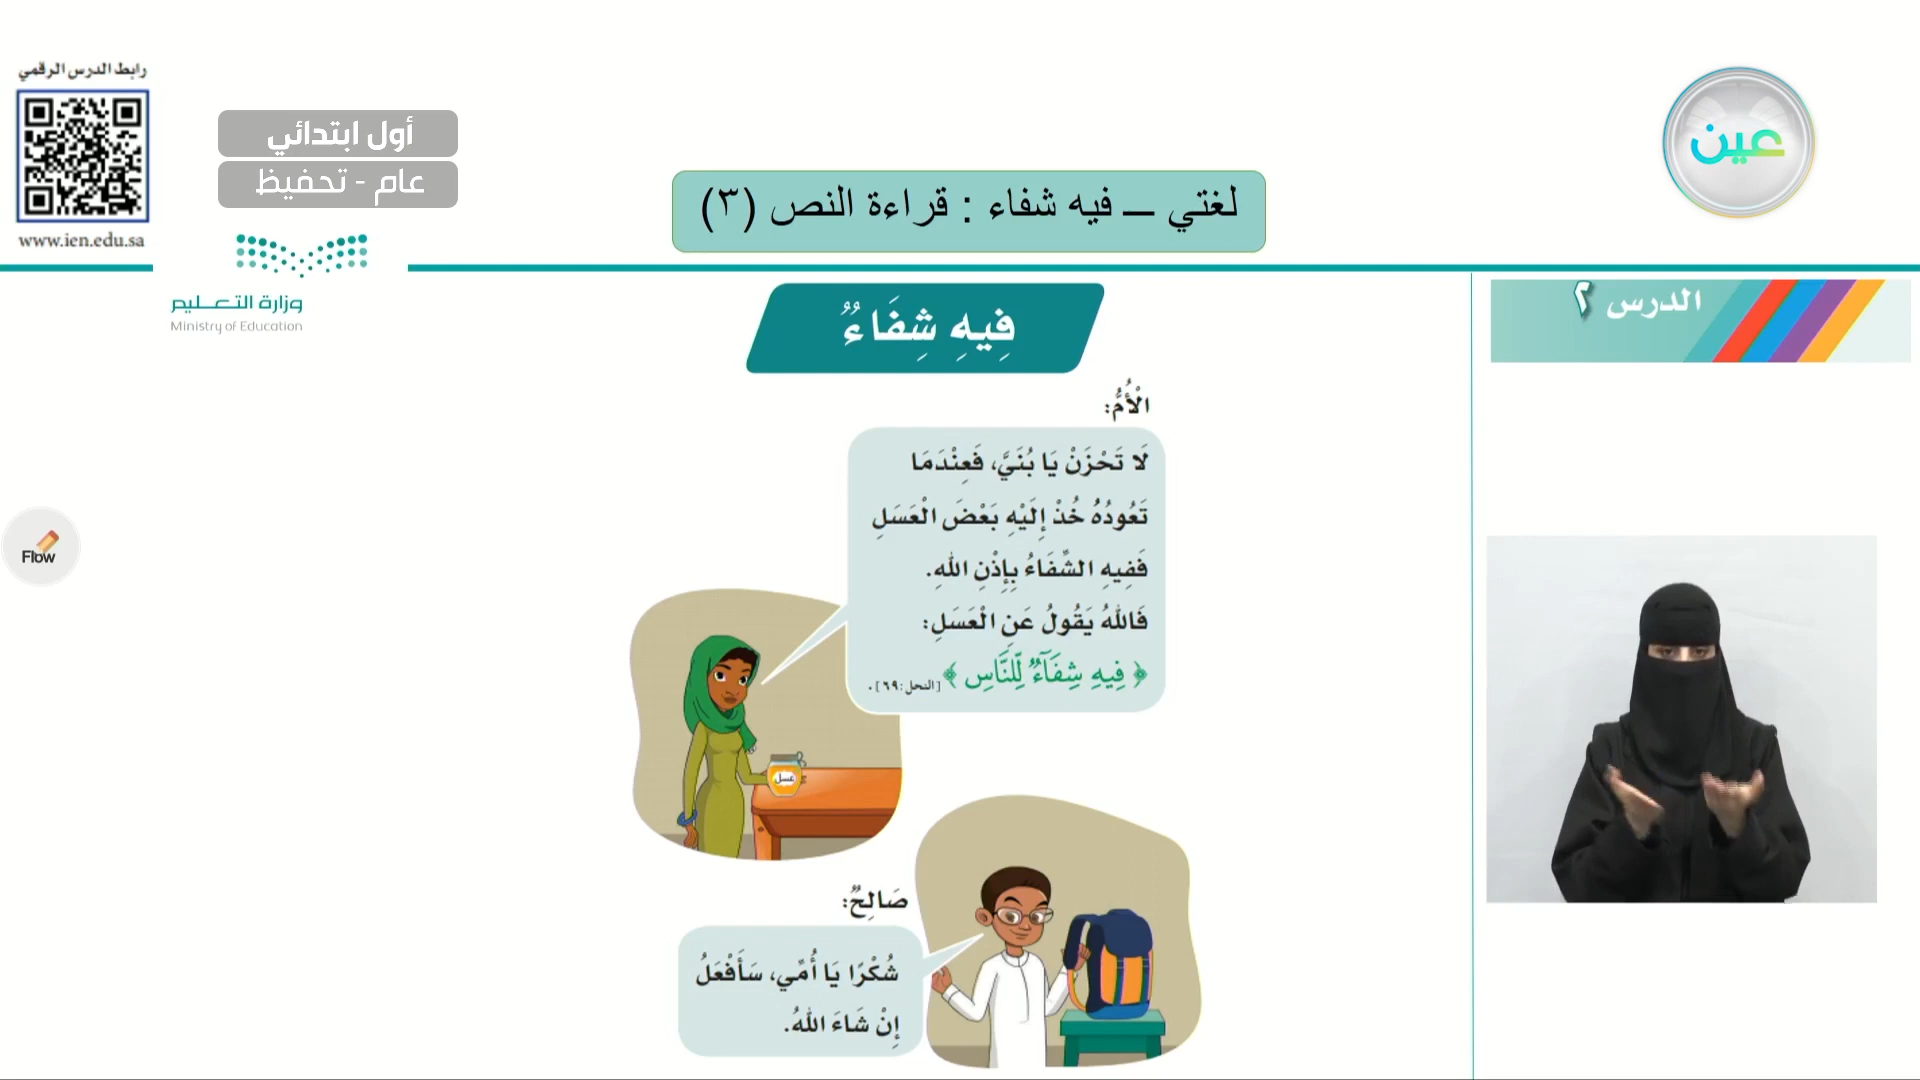 رابط الدرس الرقمي
www.ien.edu.sa
أول ابتدائي
عام - تحفيظ
وزارة التعـــليم
Ministry of Education
عين
لغتي ــ فيه شفاء : قراءة النص (٣)
الدرس ٢
فِيهِ شِفَاءٌ
الْأُمُّ:
لَا تَحْزَنْ يَا بُنَيَّ، فَعِنْدَمَا
تَعُودُهُ خُذْ إِلَيْهِ بَعْضَ الْعَسَلِ
فَفِيهِ الشِّفَاءُ بِإِذْنِ اللهِ.
فَاللهُ يَقُولُ عَنِ الْعَسَلِ:
﴿ فِيهِ شِفَآءٌ لِّلنَّاسِ ﴾ [النحل:٦٩].
عسل
صَالِحٌ:
شُكْرًا يَا أُمِّي، سَأَفْعَلُ
إِنْ شَاءَ اللهُ.
Flow